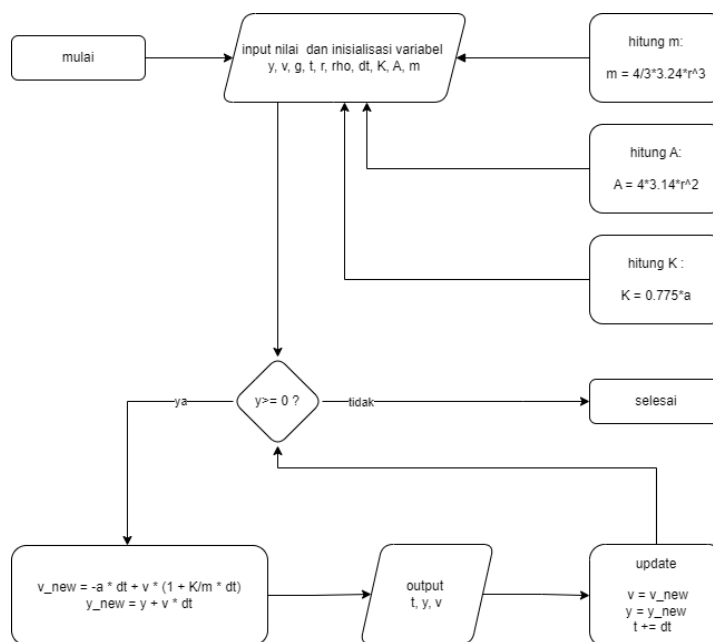 mulai
input nilai dan inisialisasi variabel
y, v, g, t, r, rho, dt, K, A, m
hitung m:
m = 4/3*3.24*r^3
hitung A:
A = 4*3.14*r^2
hitung K :
K = 0.775*a
y>= 0 ?
ya
tidak
selesai
v_new = -a * dt + v * (1 + K/m * dt)
y_new = y + v * dt
output
t, y, v
update
v = v_new
y = y_new
t += dt